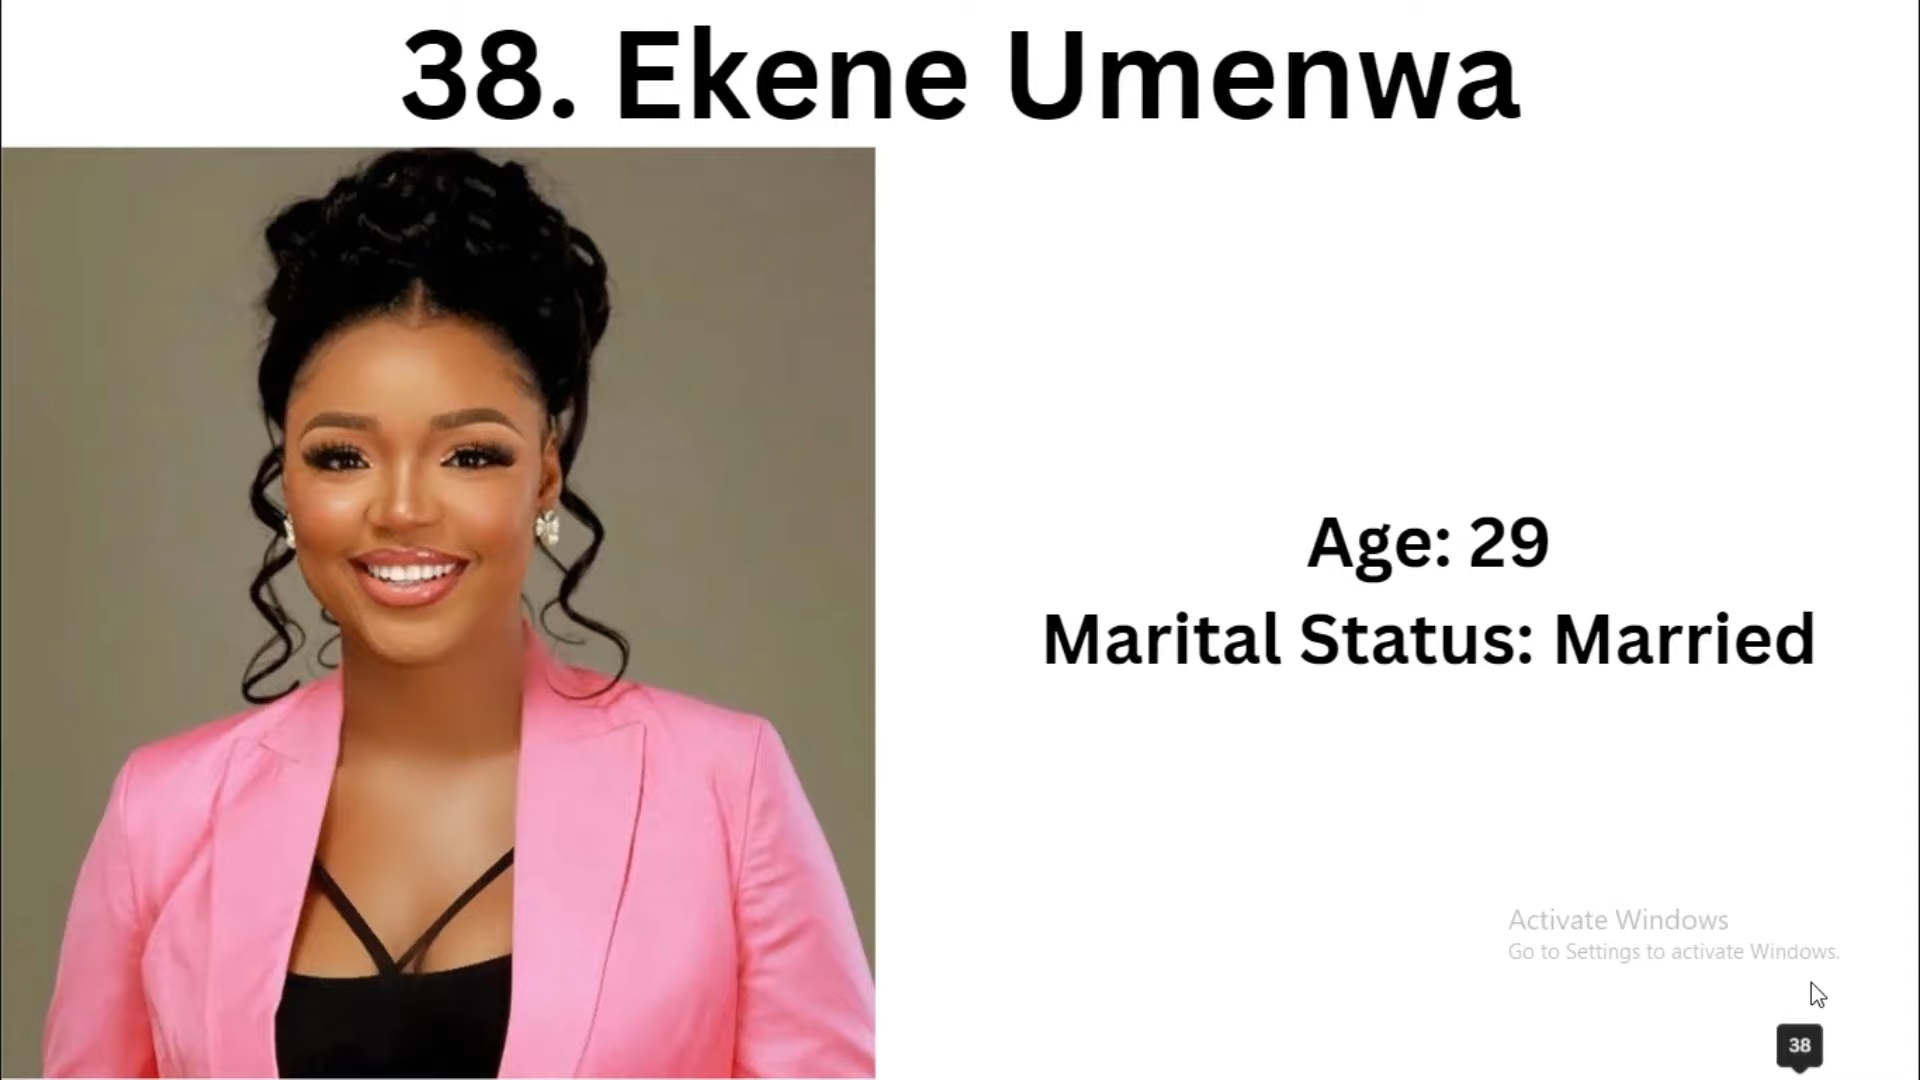 38. Ekene Umenwa
Age: 29
Marital Status: Married
Activate Windows
Go to Settings to activate Windows.
38